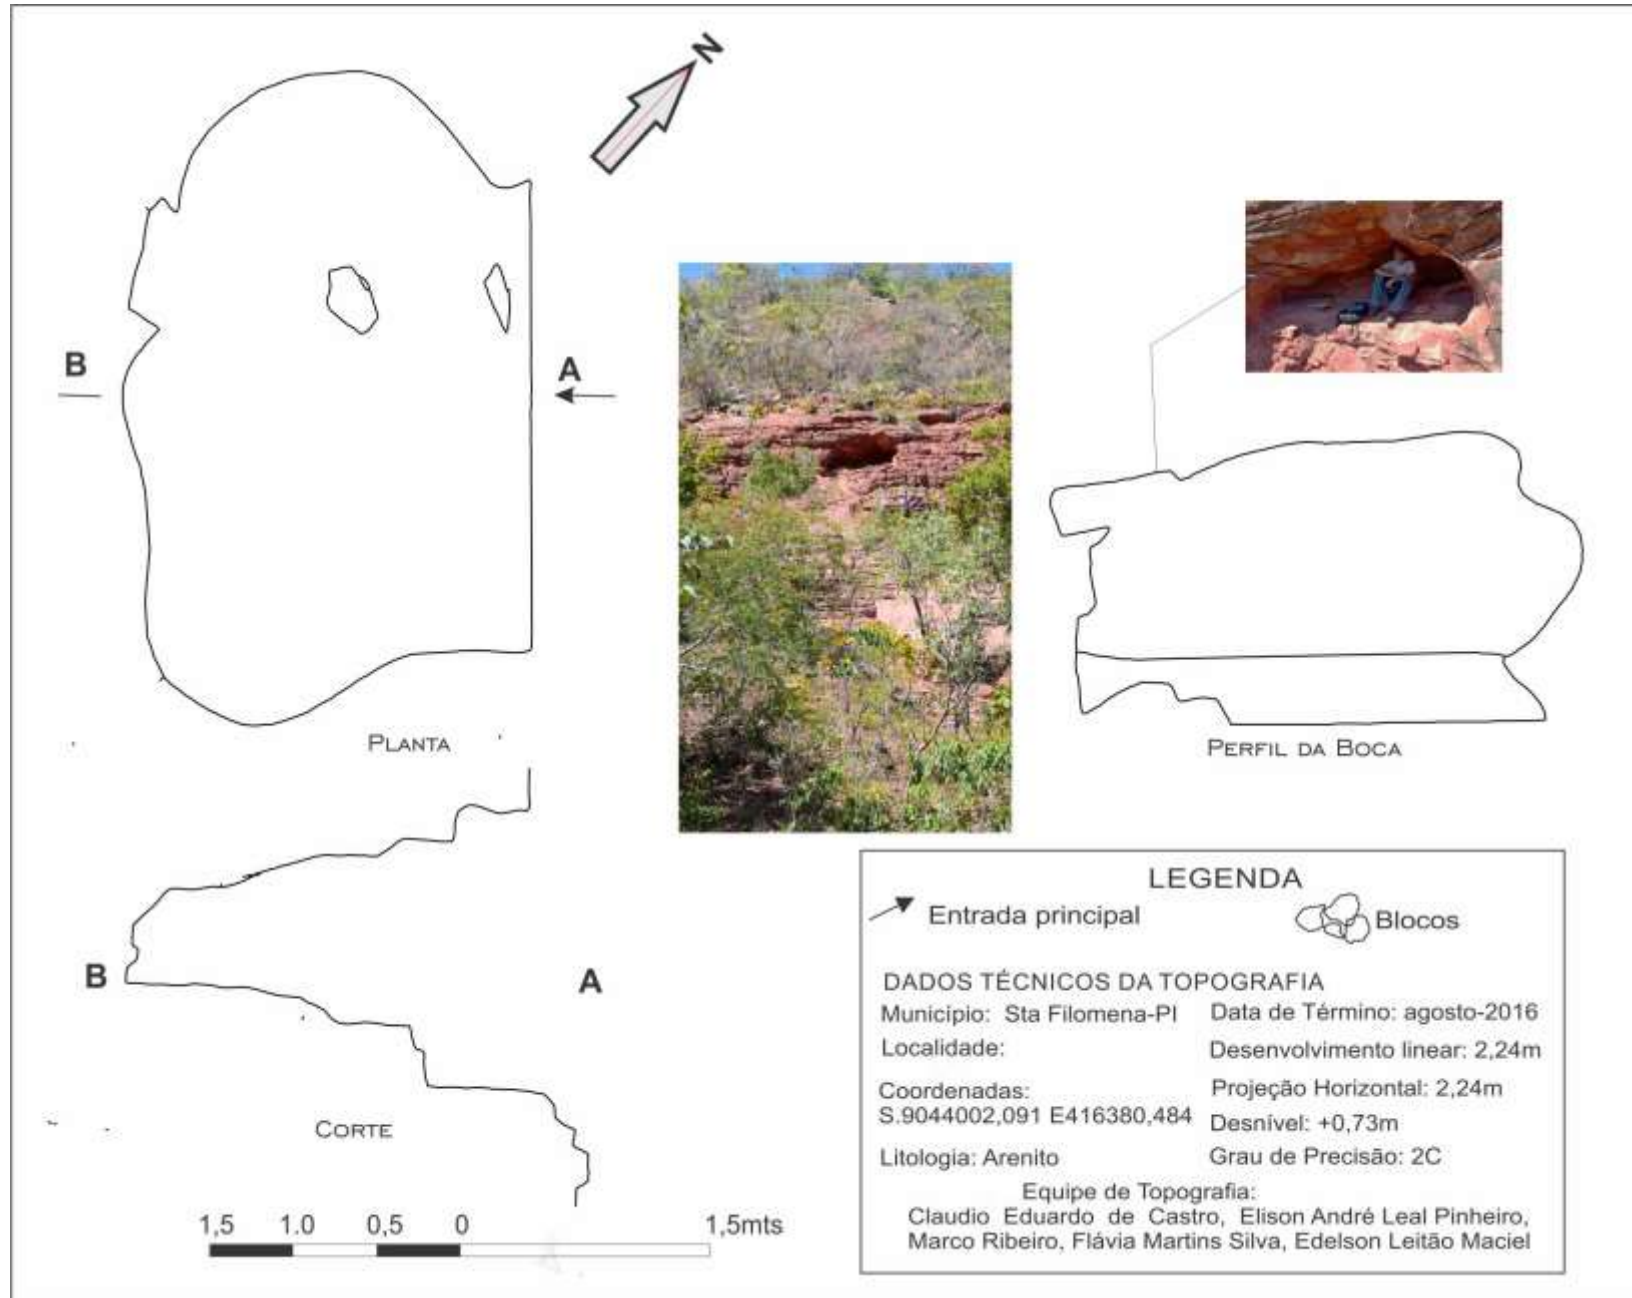 N
B
A
PLANTA
PERFIL DA BOCA
B
A
CORTE
1,5 1.0 0,5 0 1,5mts
LEGENDA
Entrada principal
Blocos
DADOS TÉCNICOS DA TOPOGRAFIA
Município: Sta Filomena-PI
Data de Término: agosto-2016
Localidade:
Desenvolvimento linear: 2,24m
Coordenadas:
S.9044002,091 E416380,484
Projeção Horizontal: 2,24m
Desnível: +0,73m
Litologia: Arenito
Grau de Precisão: 2C
Equipe de Topografia:
Claudio Eduardo de Castro, Elison André Leal Pinheiro,
Marco Ribeiro, Flávia Martins Silva, Edelson Leitão Maciel